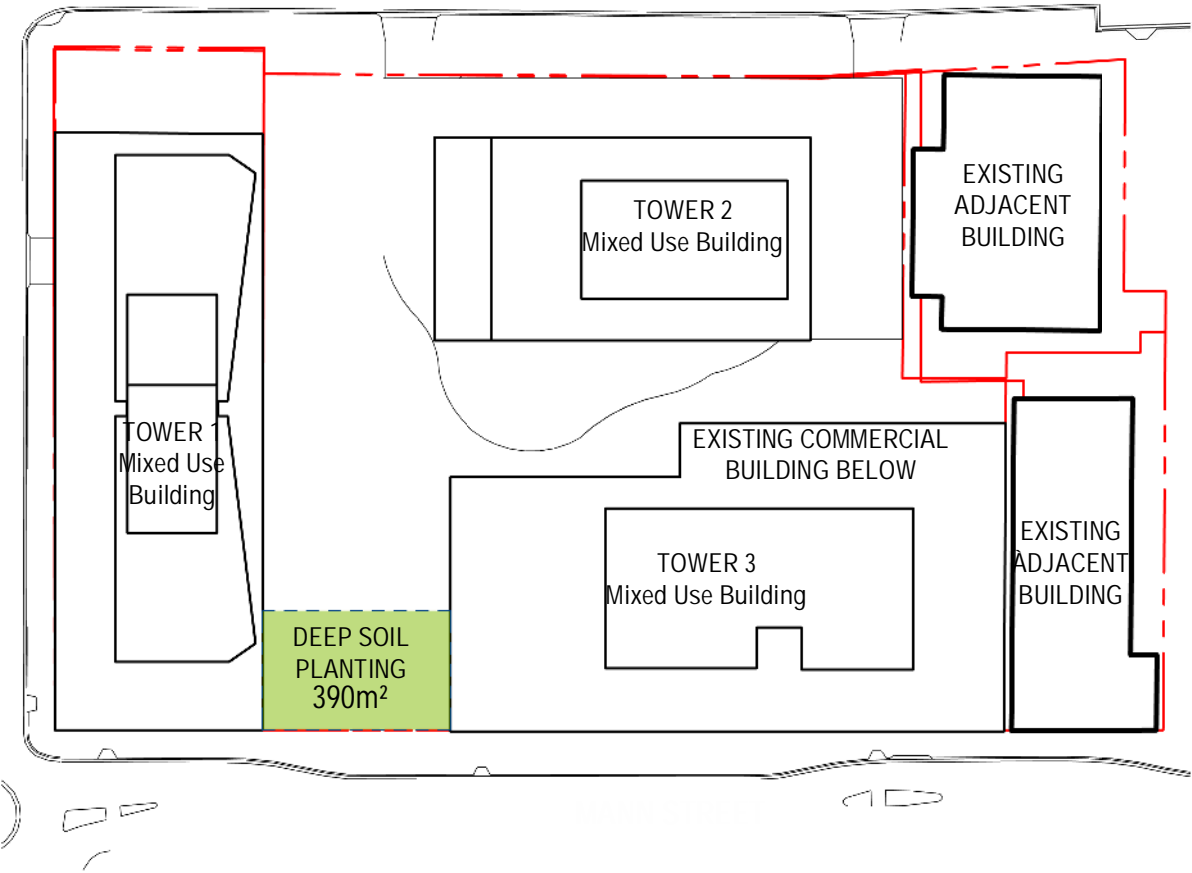 TOWER 2
Mixed Use Building
EXISTING
ADJACENT
BUILDING
TOWER 1
Mixed Use
Building
EXISTING COMMERCIAL
BUILDING BELOW
TOWER 3
Mixed Use Building
EXISTING
ADJACENT
BUILDING
DEEP SOIL
PLANTING
390m²